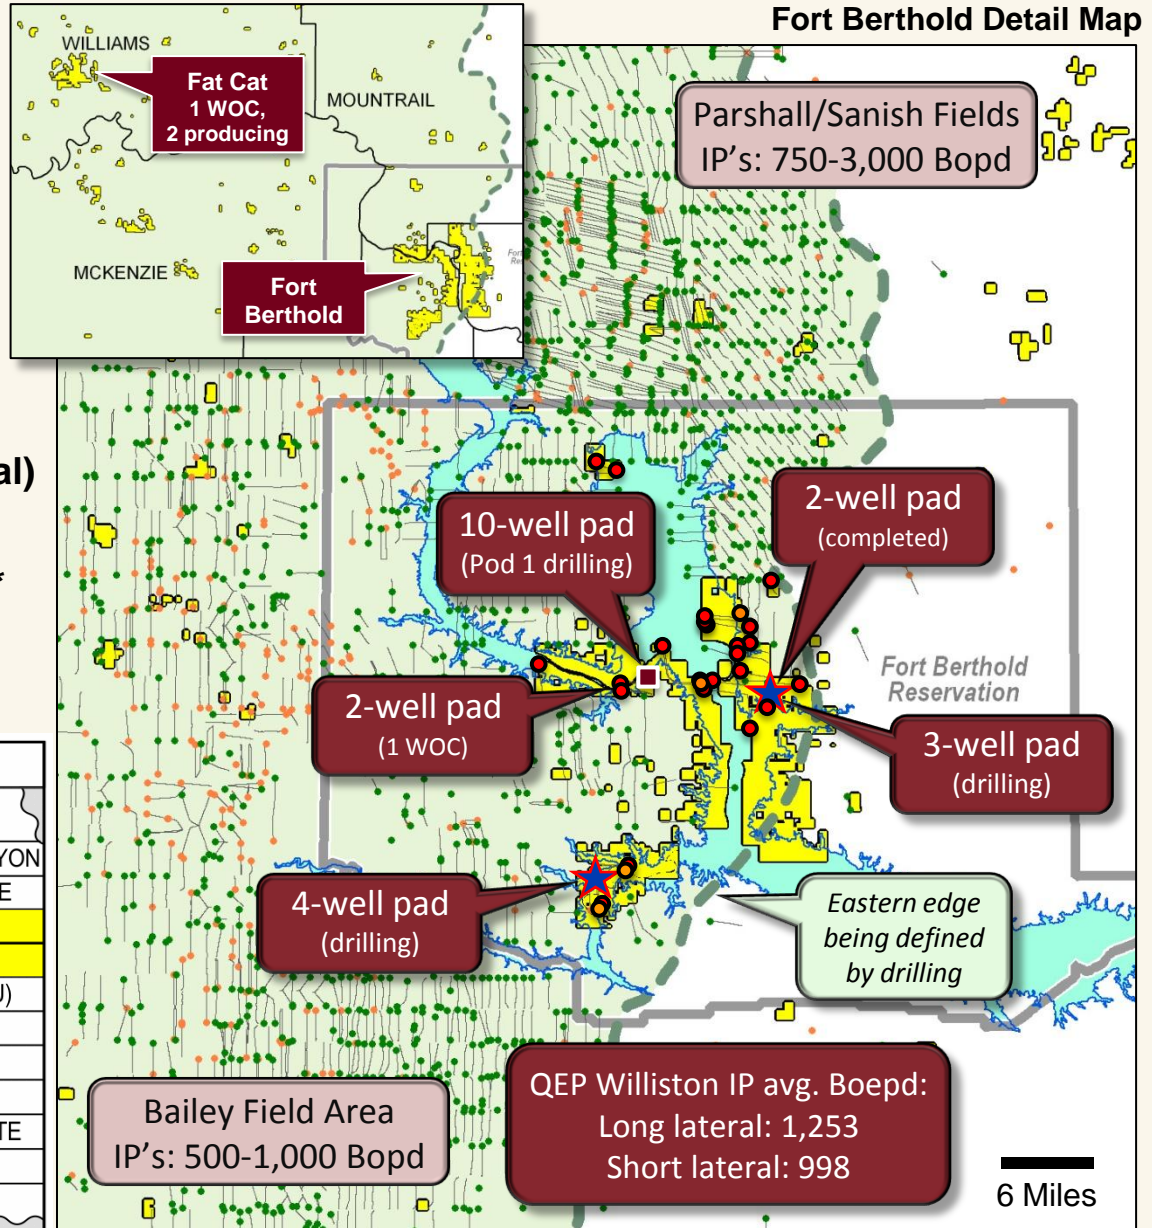 Fort Berthold Detail Map
WILLIAMS
Fat Cat
1 WOC,
2 producing
MOUNTRAIL
MCKENZIE
Fort
Berthold
Parshall/Sanish Fields
IP's: 750-3,000 Bopd
al)
*
10-well pad
(Pod 1 drilling)
2-well pad
(completed)
Fort Berthold
Reservation
2-well pad
(1 WOC)
3-well pad
(drilling)
YON
E
4-well pad
(drilling)
Eastern edge
being defined
by drilling
J)
QEP Williston IP avg. Boepd:
Long lateral: 1,253
Short lateral: 998
Bailey Field Area
IP's: 500-1,000 Bopd
TE
6 Miles